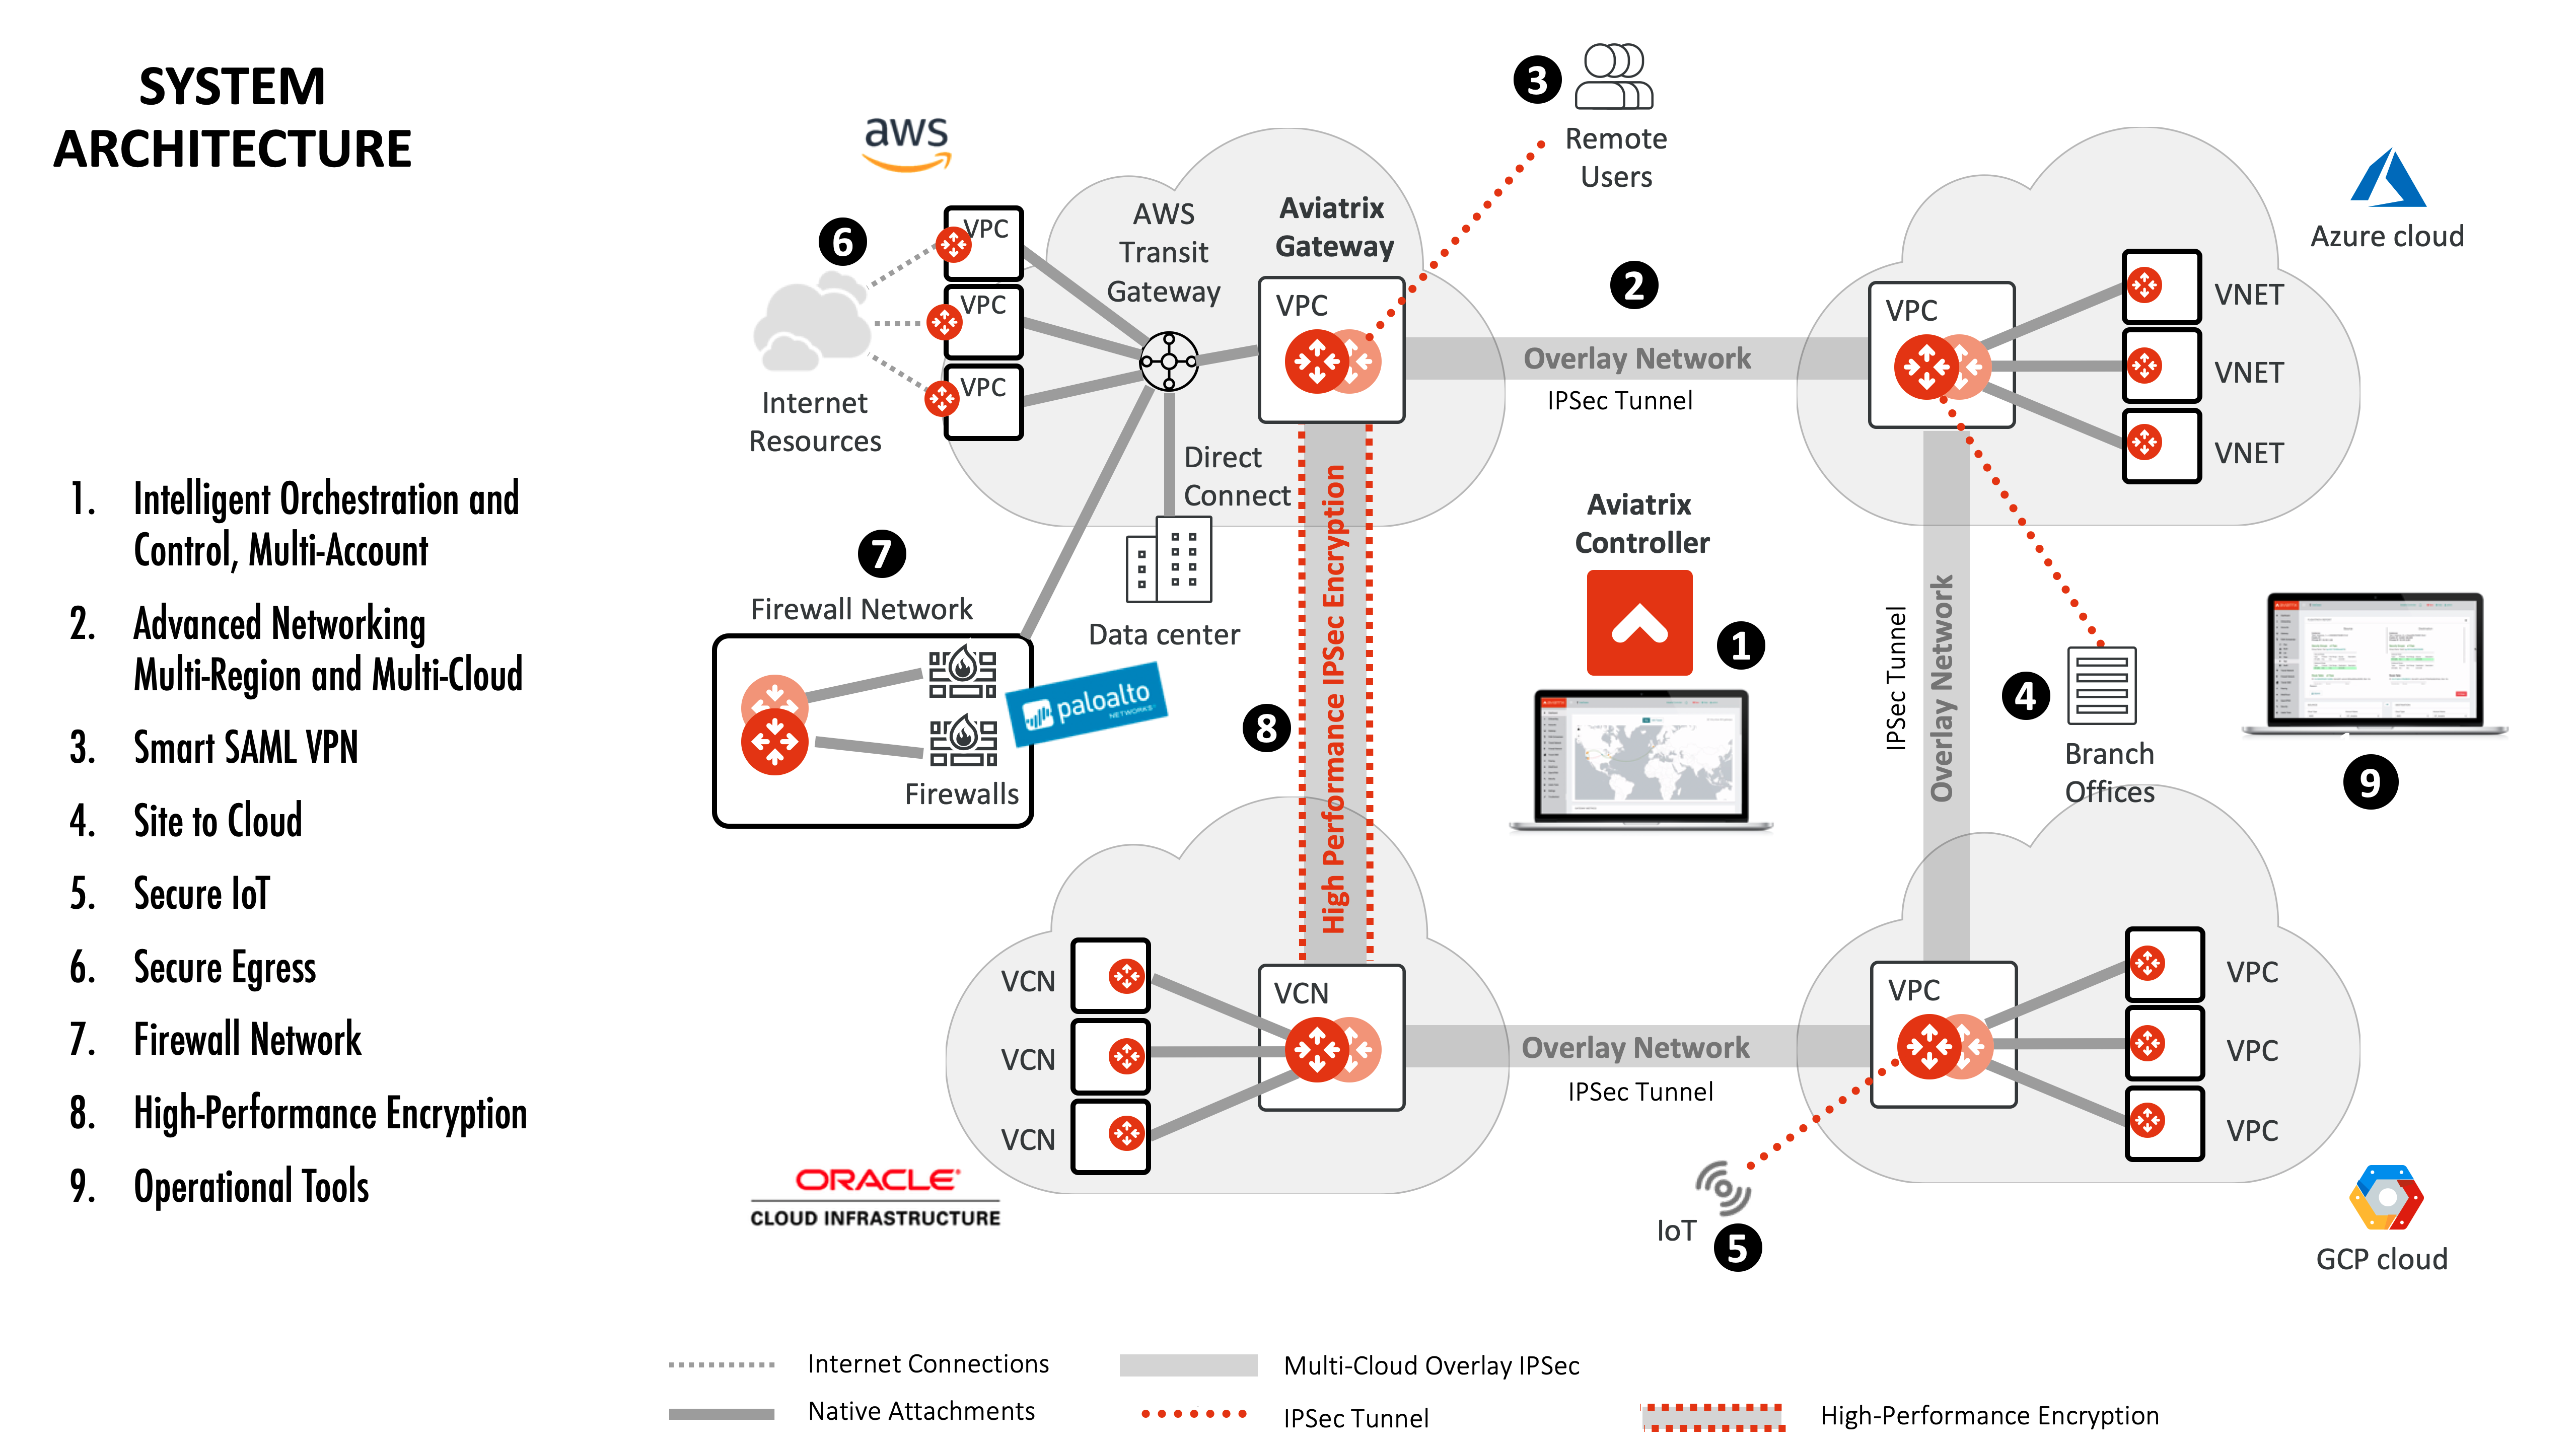 SYSTEM
ARCHITECTURE
1. Intelligent Orchestration and
Control, Multi-Account
2. Advanced Networking
Multi-Region and Multi-Cloud
3. Smart SAML VPN
4. Site to Cloud
5. Secure IoT
6. Secure Egress
7. Firewall Network
8. High-Performance Encryption
9. Operational Tools
aws
6
Internet
Resources
VPC
VPC
VPC
AWS
Transit
Gateway
Aviatrix
Gateway
VPC
3
Remote
Users
2
Overlay Network
IPSec Tunnel
Azure cloud
VPC
VNET
VNET
VNET
Direct
Connect
Data center
7
Firewall Network
Firewalls
paloalto
NETWORKS
8
High Performance IPSec Encryption
Aviatrix
Controller
1
IPSec Tunnel
Overlay Network
4
Branch
Offices
9
VCN
VCN
VCN
VCN
Overlay Network
IPSec Tunnel
VPC
VPC
VPC
VPC
ORACLE
CLOUD INFRASTRUCTURE
IoT
5
GCP cloud
Internet Connections
Native Attachments
Multi-Cloud Overlay IPSec
IPSec Tunnel
High-Performance Encryption